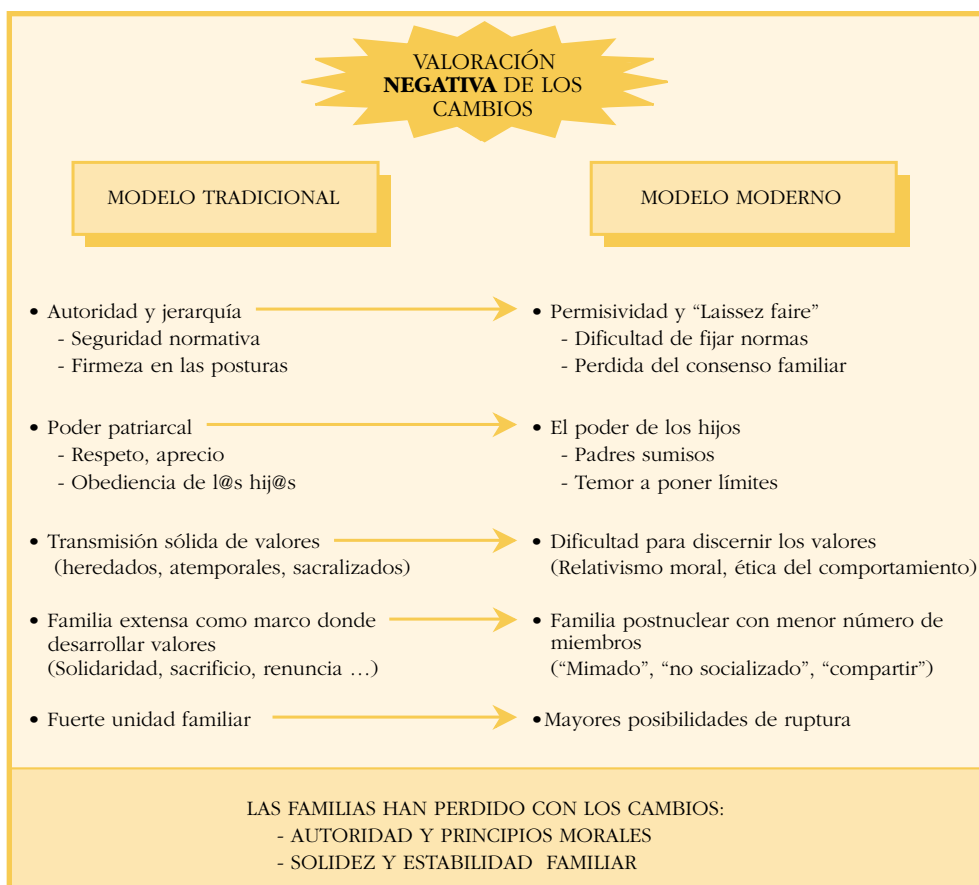 VALORACIÓN
NEGATIVA DE LOS
CAMBIOS
MODELO TRADICIONAL
MODELO MODERNO
• Autoridad y jerarquía
- Seguridad normativa
- Firmeza en las posturas
• Permisividad y “Laissez faire”
- Dificultad de fijar normas
- Perdida del consenso familiar
• Poder patriarcal
- Respeto, aprecio
- Obediencia de l@s hij@s
• El poder de los hijos
- Padres sumisos
- Temor a poner límites
• Transmisión sólida de valores
(heredados, atemporales, sacralizados)
• Dificultad para discernir los valores
(Relativismo moral, ética del comportamiento)
• Familia extensa como marco donde
desarrollar valores
(Solidaridad, sacrificio, renuncia …)
• Familia postnuclear con menor número de
miembros
(“Mimado”, “no socializado”, “compartir”)
• Fuerte unidad familiar
•Mayores posibilidades de ruptura
LAS FAMILIAS HAN PERDIDO CON LOS CAMBIOS:
- AUTORIDAD Y PRINCIPIOS MORALES
- SOLIDEZ Y ESTABILIDAD FAMILIAR